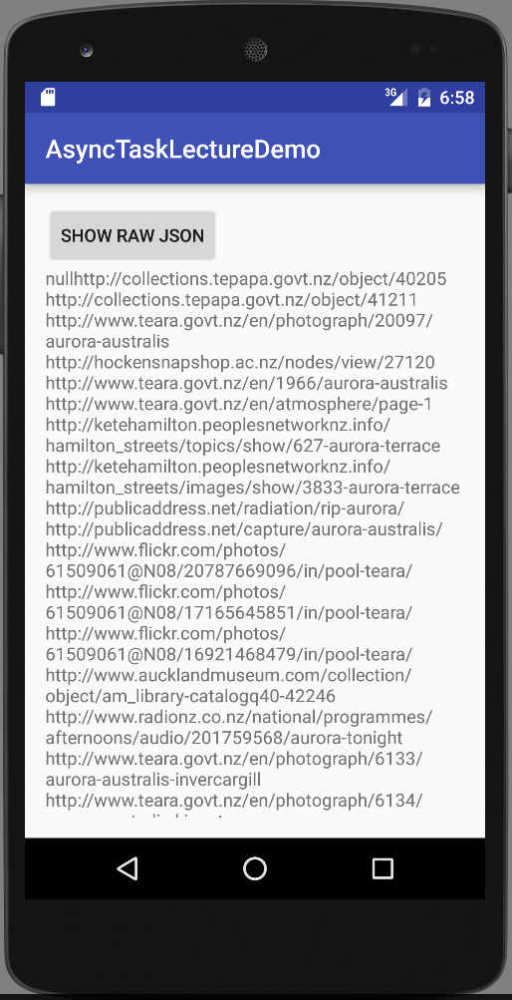 3G 6:58
AsyncTaskLectureDemo
SHOW RAW JSON
nullhttp://collections.tepapa.govt.nz/object/40205
http://collections.tepapa.govt.nz/object/41211
http://www.teara.govt.nz/en/photograph/20097/
aurora-australis
http://hockensnapshop.ac.nz/nodes/view/27120
http://www.teara.govt.nz/en/1966/aurora-australis
http://www.teara.govt.nz/en/atmosphere/page-1
http://ketehamilton.peoplesnetworknz.info/
hamilton_streets/topics/show/627-aurora-terrace
http://ketehamilton.peoplesnetworknz.info/
hamilton_streets/images/show/3833-aurora-terrace
http://publicaddress.net/radiation/rip-aurora/
http://publicaddress.net/capture/aurora-australis/
http://www.flickr.com/photos/
61509061@N08/20787669096/in/pool-teara/
http://www.flickr.com/photos/
61509061@N08/17165645851/in/pool-teara/
http://www.flickr.com/photos/
61509061@N08/16921468479/in/pool-teara/
http://www.aucklandmuseum.com/collection/
object/am_library-catalogq40-42246
http://www.radionz.co.nz/national/programmes/
afternoons/audio/201759568/aurora-tonight
http://www.teara.govt.nz/en/photograph/6133/
aurora-australis-invercargill
http://www.teara.govt.nz/en/photograph/6134/